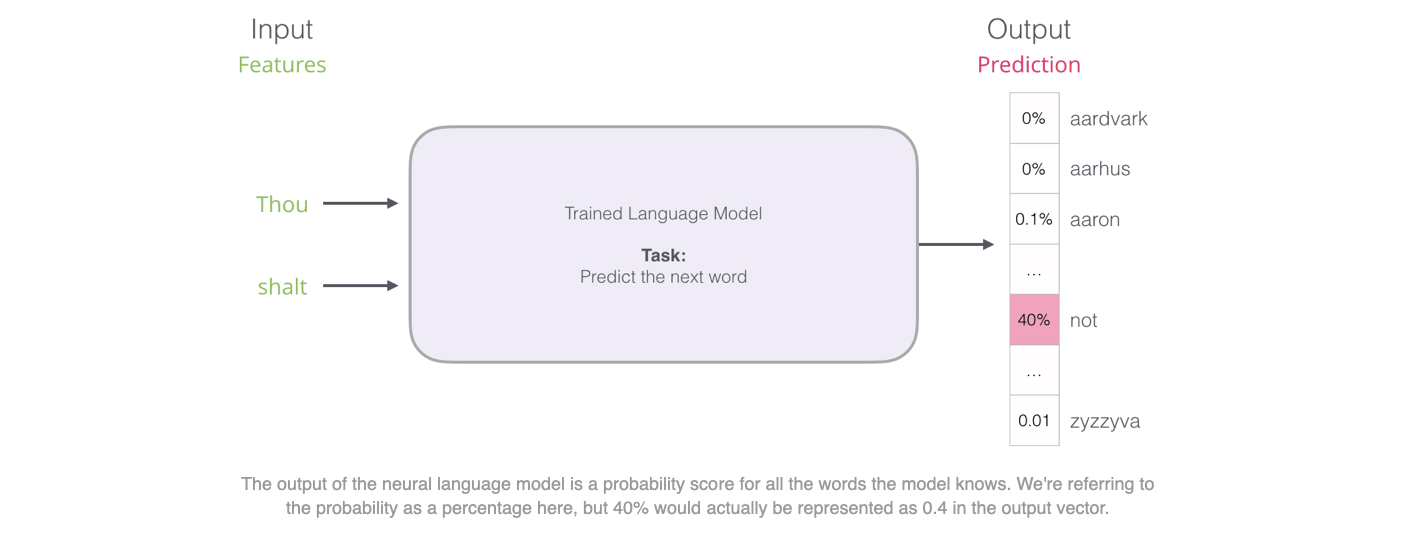 Input
Features
Output
Prediction
0% aardvark
0% aarhus
Thou
0.1% aaron
Trained Language Model
Task:
Predict the next word
...
shalt
40% not
...
0.01 zyzzyva
The output of the neural language model is a probability score for all the words the model knows. We're referring to
the probability as a percentage here, but 40% would actually be represented as 0.4 in the output vector.